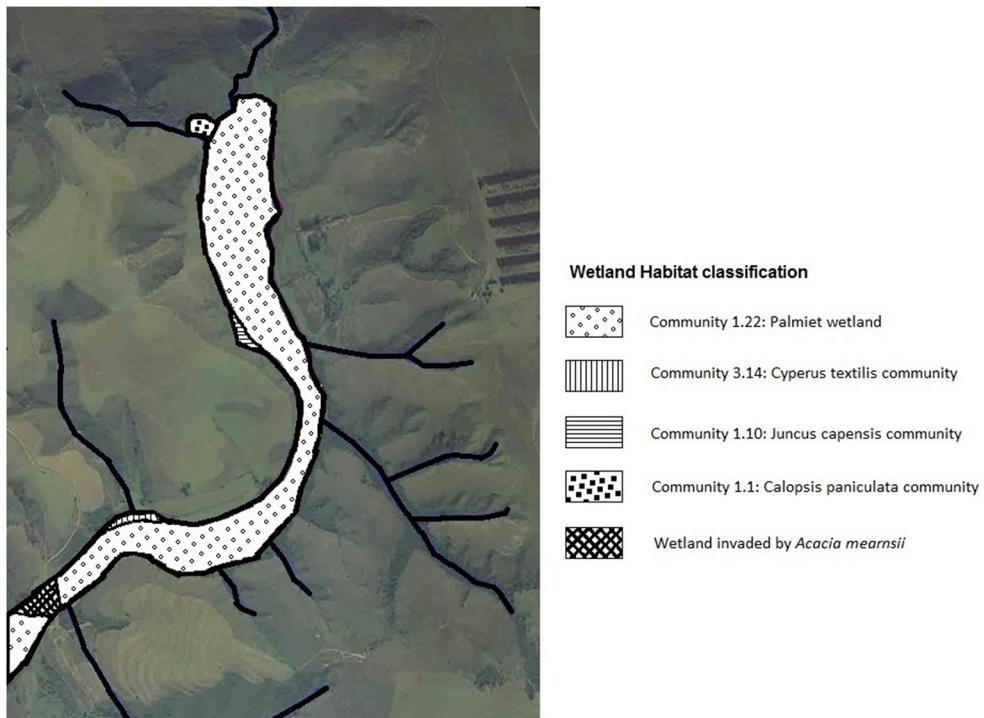 Wetland Habitat classification
Community 1.22: Palmiet wetland
Community 3.14: Cyperus textilis community
Community 1.10: Juncus capensis community
Community 1.1: Calopsis paniculata community
Wetland invaded by Acacia mearnsii